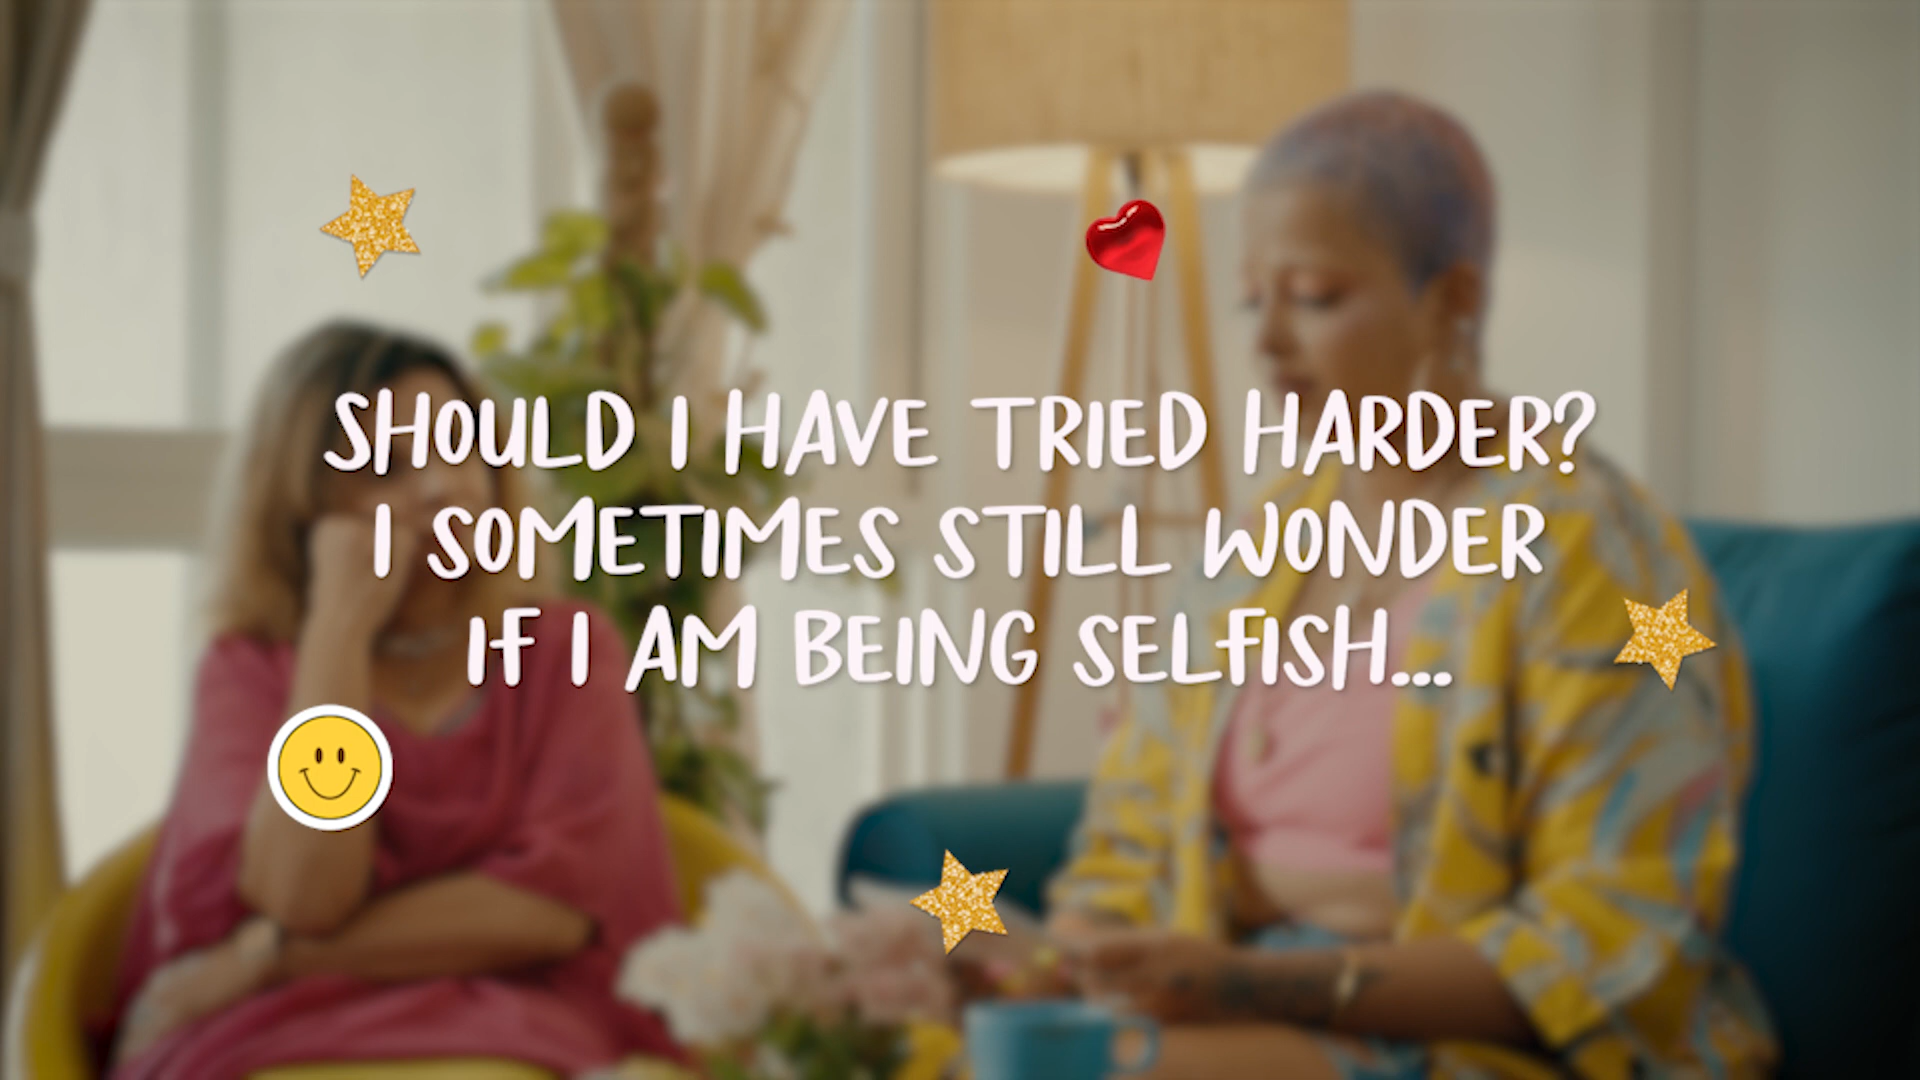 SHOULD I HAVE TRIED HARDER?
I SOMETIMES STILL WONDER
IF I AM BEING SELFISH...